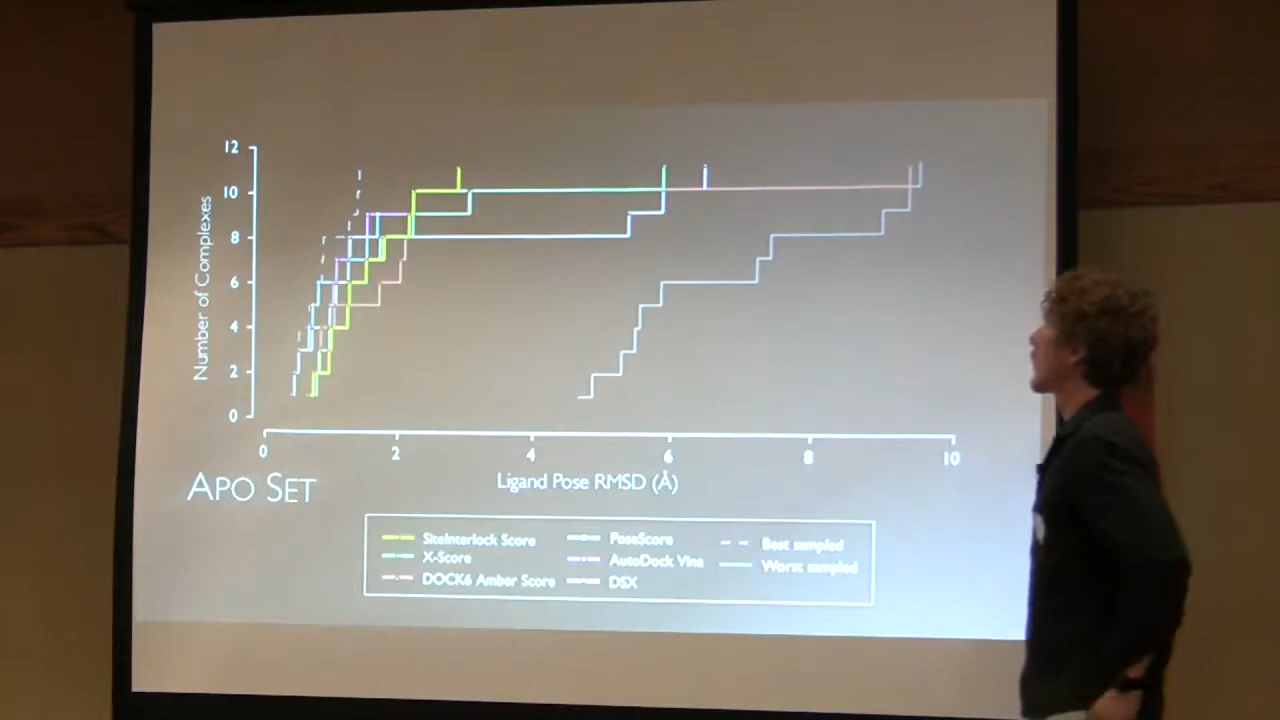 12
10
8
6
4
2
0
Number of Complexes
0 2 4 6 8 10
Ligand Pose RMSD (Å)
APO SET
SiteInterlock Score
X-Score
DOCK6 Amber Score
PoseScore
AutoDock Vina
DSX
Best sampled
Worst sampled